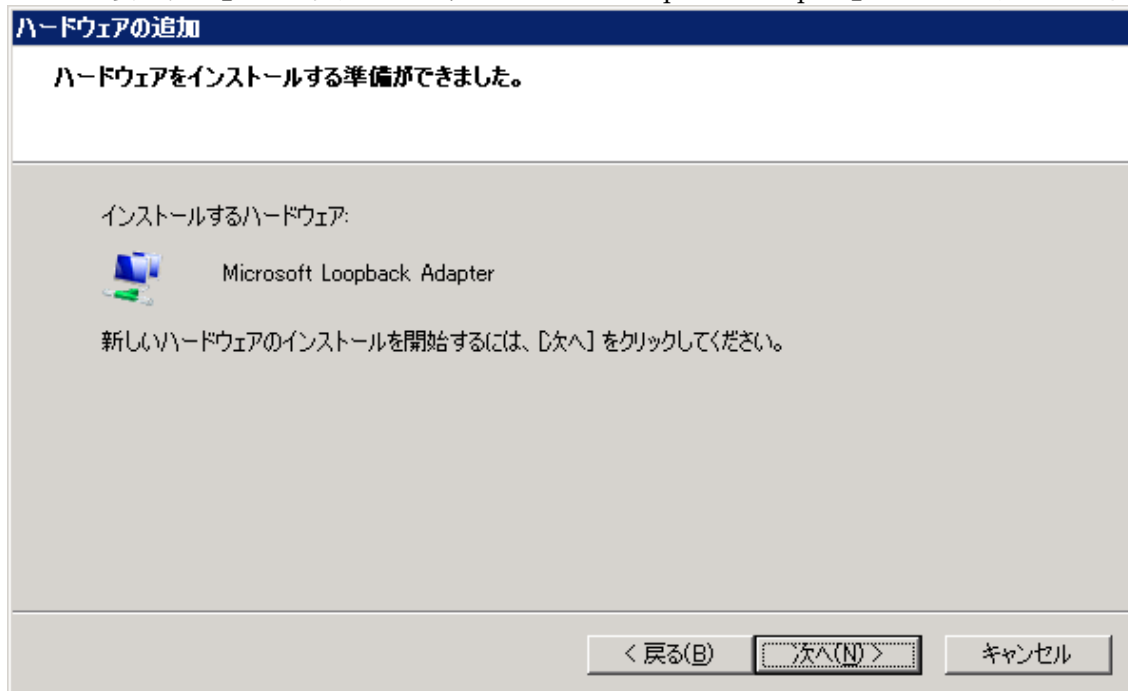 ハードウェアの追加
ハードウェアをインストールする準備ができました。
インストールするハードウェア:
Microsoft Loopback Adapter
新しいハードウェアのインストールを開始するには、[次へ] をクリックしてください。
< 戻る(B)
次へ(N) >
キャンセル